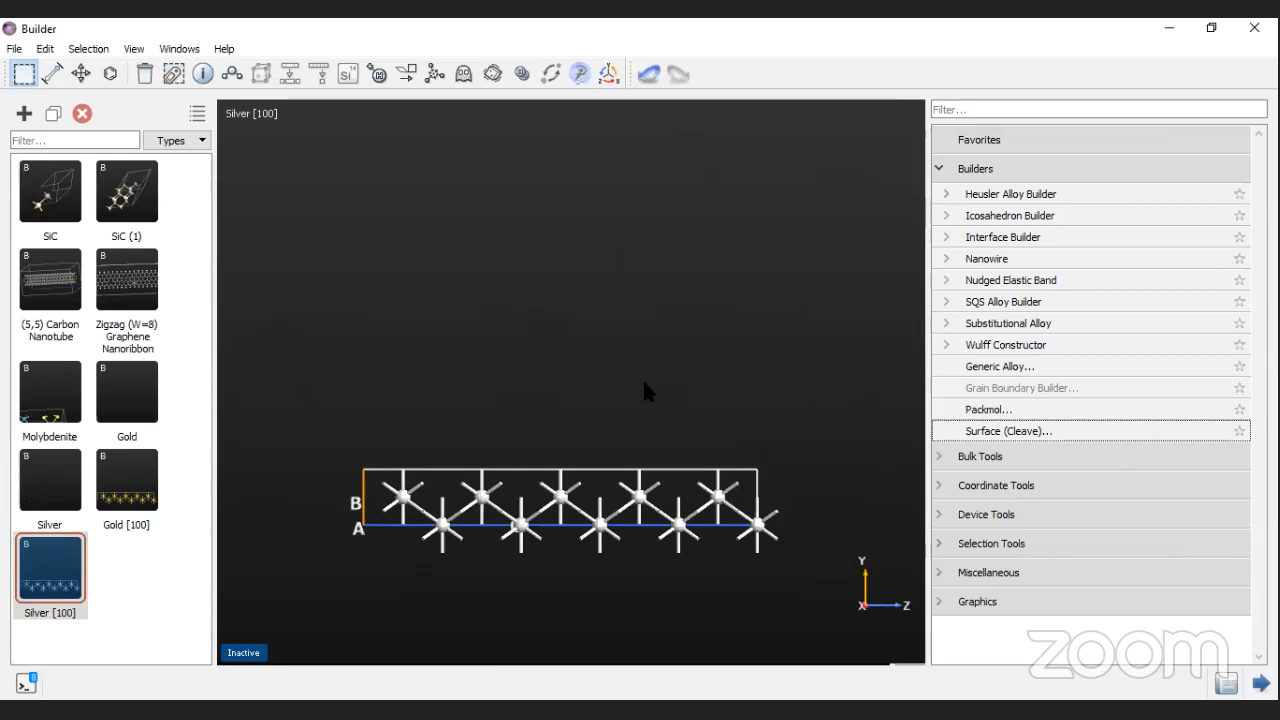 Builder
File Edit Selection View Windows Help
Filter...
Types
B
B
SiC
SiC (1)
B
B
(5,5) Carbon
Nanotube
Zigzag (W=8)
Graphene
Nanoribbon
B
B
Molybdenite
Gold
B
B
Silver
Gold [100]
B
Silver [100]
Silver [100]
B
A
Y
X
Z
Inactive
Filter...
Favorites
Builders
Heusler Alloy Builder
Icosahedron Builder
Interface Builder
Nanowire
Nudged Elastic Band
SQS Alloy Builder
Substitutional Alloy
Wulff Constructor
Generic Alloy...
Grain Boundary Builder...
Packmol...
Surface (Cleave)...
Bulk Tools
Coordinate Tools
Device Tools
Selection Tools
Miscellaneous
Graphics
zoom